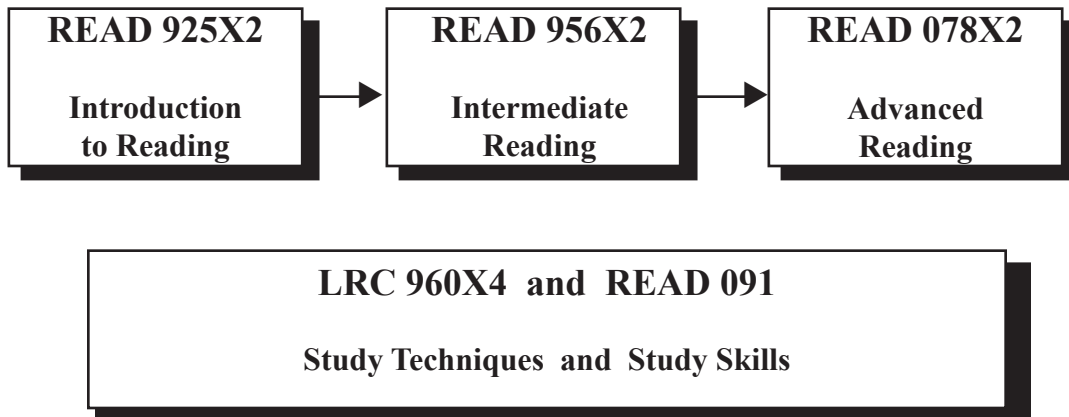 READ 925X2
Introduction
to Reading
READ 956X2
Intermediate
Reading
READ 078X2
Advanced
Reading
LRC 960X4 and READ 091
Study Techniques and Study Skills